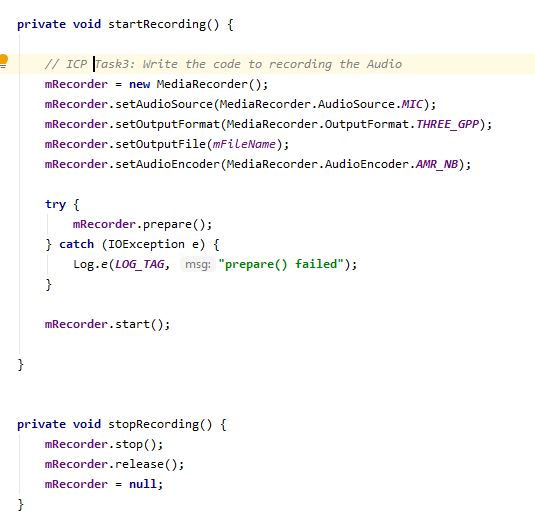 private void startRecording() {
// ICP Task3: Write the code to recording the Audio
mRecorder = new MediaRecorder();
mRecorder.setAudioSource(MediaRecorder.AudioSource.MIC);
mRecorder.setOutputFormat(MediaRecorder.OutputFormat.THREE_GPP);
mRecorder.setOutputFile(mFileName);
mRecorder.setAudioEncoder(MediaRecorder.AudioEncoder.AMR_NB);
try {
mRecorder.prepare();
} catch (IOException e) {
Log.e(LOG_TAG, msg: "prepare() failed");
}
mRecorder.start();
}
private void stopRecording() {
mRecorder.stop();
mRecorder.release();
mRecorder = null;
}